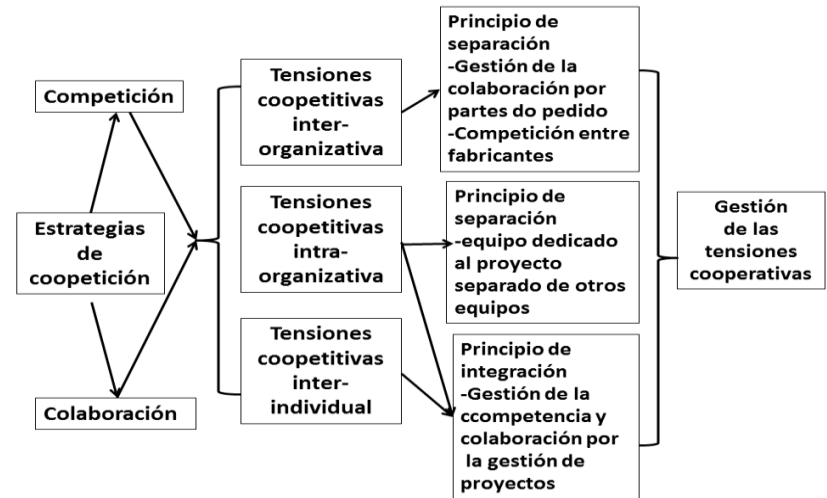 Competición
Estrategias
de
coopetición
Colaboración
Tensiones
coopetitivas
inter-
organizativa
Tensiones
coopetitivas
intra-
organizativa
Tensiones
coopetitivas
inter-
individual
Principio de
separación
-Gestión de la
colaboración por
partes do pedido
-Competición entre
fabricantes
Principio de
separación
-equipo dedicado
al proyecto
separado de otros
equipos
Principio de
integración
-Gestión de la
ccompetencia y
colaboración por
la gestión de
proyectos
Gestión
de las
tensiones
cooperativas